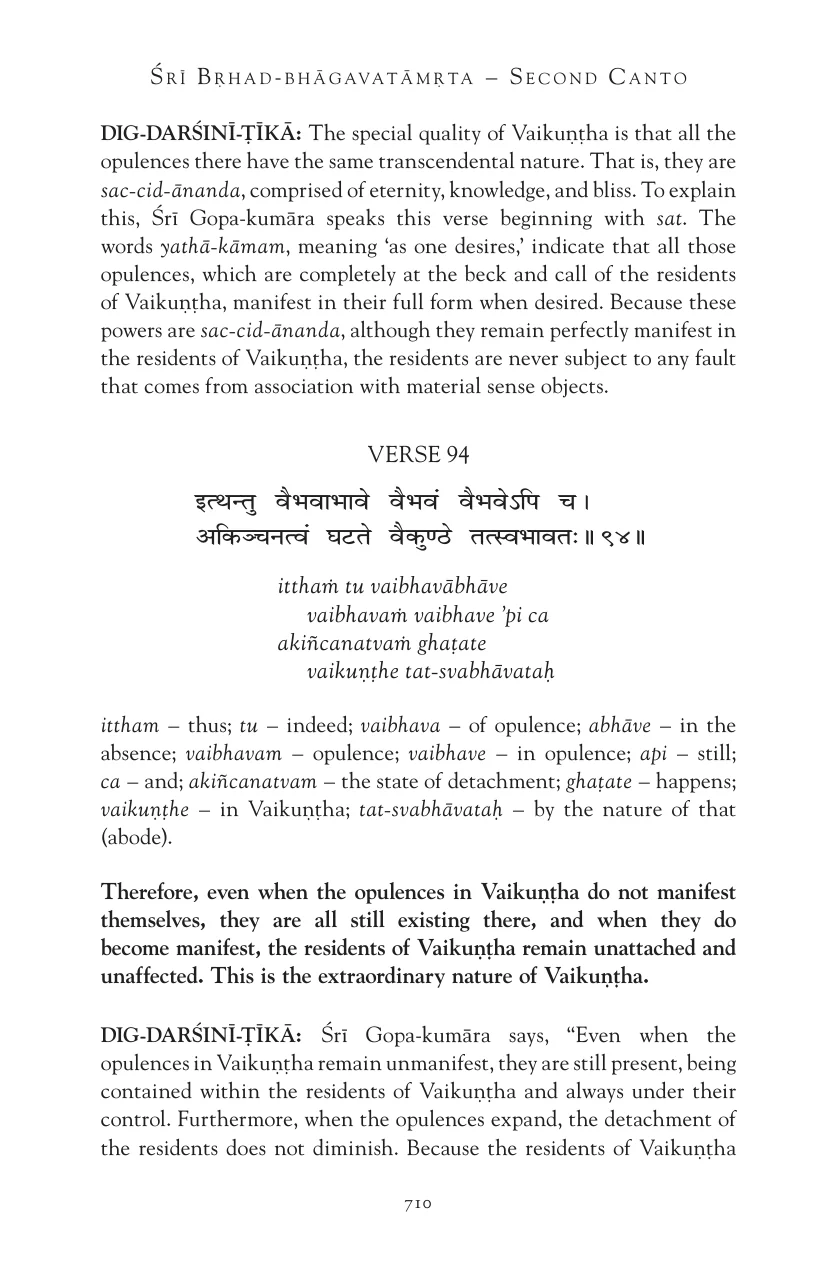 Śrī Bṛhad-bhāgavatāmṛta – Second Canto
DIG-DARŚINĪ-ṬĪKĀ: The special quality of Vaikuṇṭha is that all the
opulences there have the same transcendental nature. That is, they are
sac-cid-ānanda, comprised of eternity, knowledge, and bliss. To explain
this, Śrī Gopa-kumāra speaks this verse beginning with sat. The
words yathā-kāmam, meaning ‘as one desires,’ indicate that all those
opulences, which are completely at the beck and call of the residents
of Vaikuṇṭha, manifest in their full form when desired. Because these
powers are sac-cid-ānanda, although they remain perfectly manifest in
the residents of Vaikuṇṭha, the residents are never subject to any fault
that comes from association with material sense objects.
VERSE 94
इत्थन्तु वैभवाभावे वैभवं वैभवेऽपि च।
अकिञ्चनत्वं घटते वैकुण्ठे तत्स्वभावतः॥९४॥
itthaṁ tu vaibhavābhāve
vaibhavaṁ vaibhave ’pi ca
akiñcanatvaṁ ghaṭate
vaikuṇṭhe tat-svabhāvataḥ
ittham – thus; tu – indeed; vaibhava – of opulence; abhāve – in the
absence; vaibhavam – opulence; vaibhave – in opulence; api – still;
ca – and; akiñcanatvam – the state of detachment; ghaṭate – happens;
vaikuṇṭhe – in Vaikuṇṭha; tat-svabhāvataḥ – by the nature of that
(abode).
Therefore, even when the opulences in Vaikuṇṭha do not manifest
themselves, they are all still existing there, and when they do
become manifest, the residents of Vaikuṇṭha remain unattached and
unaffected. This is the extraordinary nature of Vaikuṇṭha.
DIG-DARŚINĪ-ṬĪKĀ: Śrī Gopa-kumāra says, “Even when the
opulences in Vaikuṇṭha remain unmanifest, they are still present, being
contained within the residents of Vaikuṇṭha and always under their
control. Furthermore, when the opulences expand, the detachment of
the residents does not diminish. Because the residents of Vaikuṇṭha
710